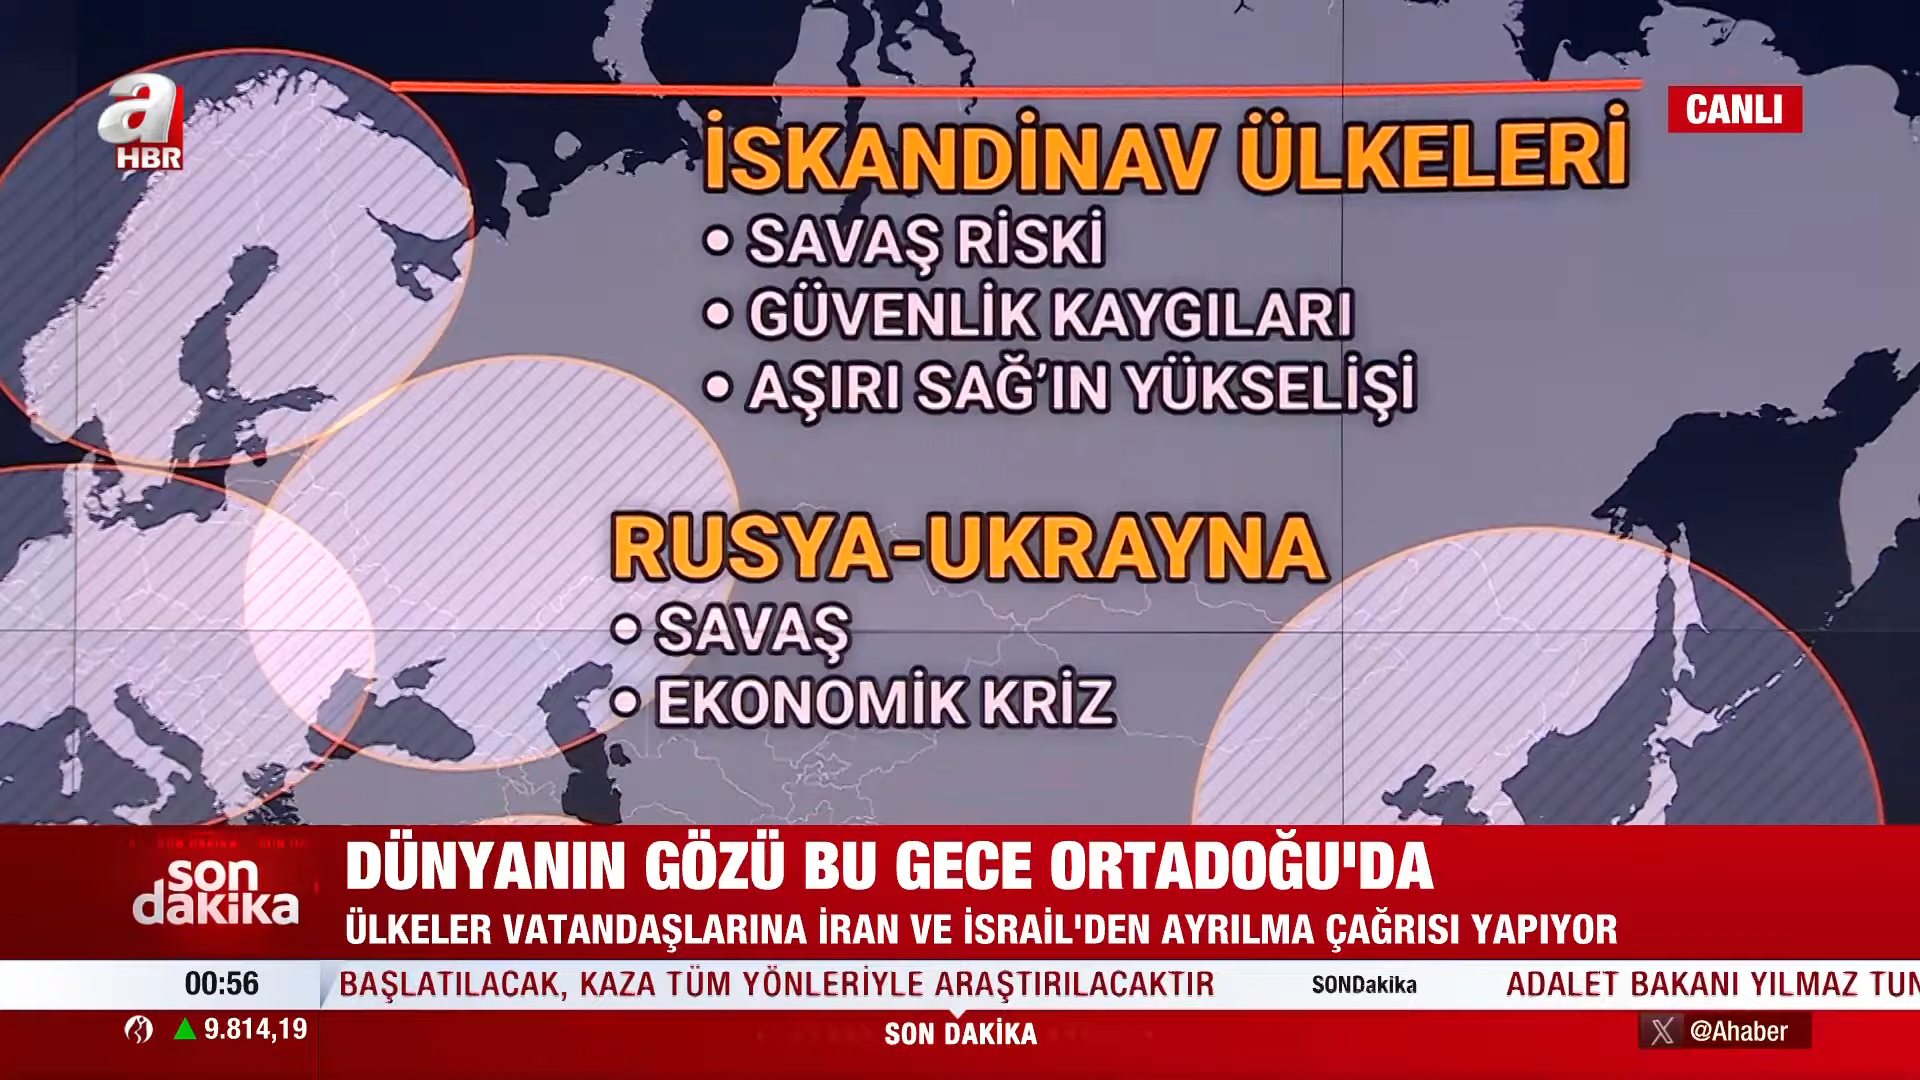 a
HBR
CANLI
İSKANDİNAV ÜLKELERİ
• SAVAŞ RİSKİ
• GÜVENLİK KAYGILARI
• AŞIRI SAĞ'IN YÜKSELİŞİ
RUSYA-UKRAYNA
• SAVAŞ
• EKONOMİK KRİZ
son
dakika
DÜNYANIN GÖZÜ BU GECE ORTADOĞU'DA
ÜLKELER VATANDAŞLARINA İRAN VE İSRAİL'DEN AYRILMA ÇAĞRISI YAPIYOR
00:56
BAŞLATILACAK, KAZA TÜM YÖNLERİYLE ARAŞTIRILACAKTIR
SONDakika
ADALET BAKANI YILMAZ TUN
▲ 9.814,19
SON DAKİKA
X @Ahaber